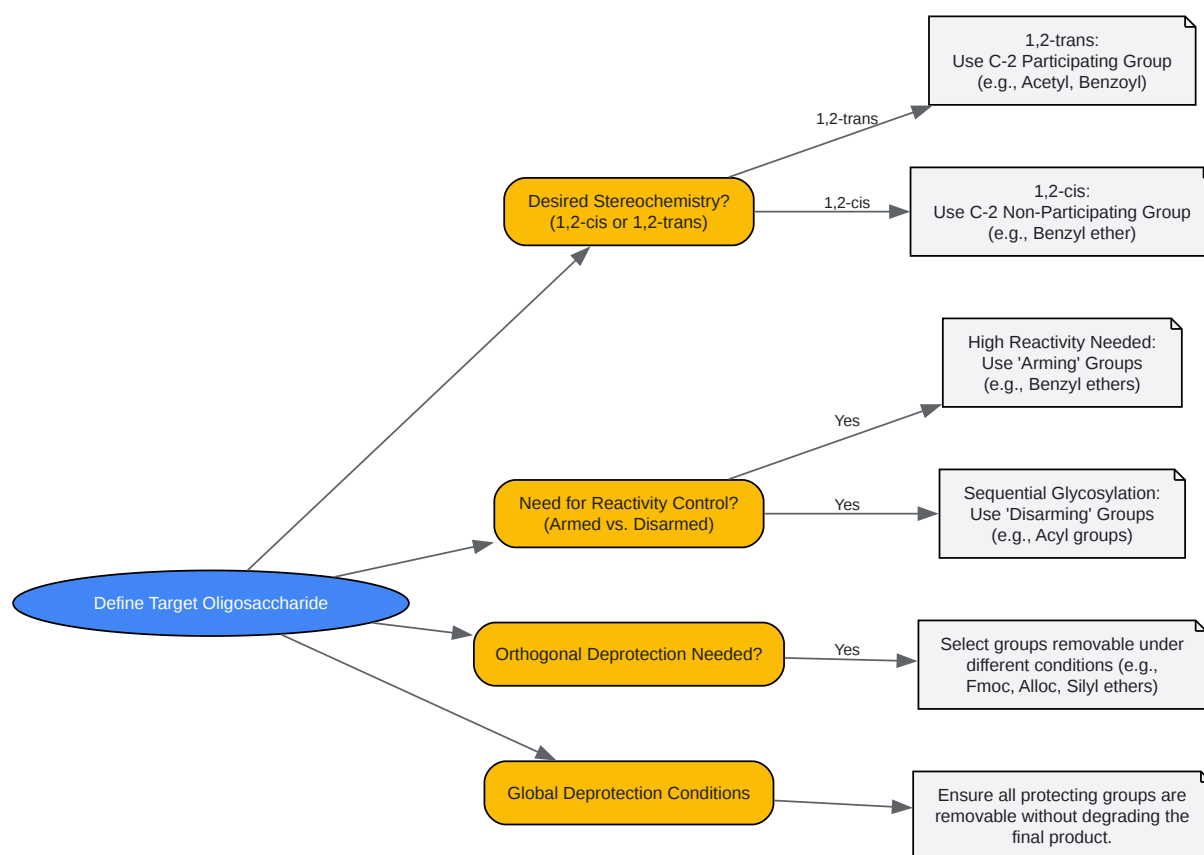 1,2-trans:
Use C-2 Participating Group
(e.g., Acetyl, Benzoyl)
1,2-trans
Desired Stereochemistry?
(1,2-cis or 1,2-trans)
1,2-cis
1,2-cis:
Use C-2 Non-Participating Group
(e.g., Benzyl ether)
High Reactivity Needed:
Use 'Arming' Groups
(e.g., Benzyl ethers)
Yes
Need for Reactivity Control?
(Armed vs. Disarmed)
Yes
Sequential Glycosylation:
Use 'Disarming' Groups
(e.g., Acyl groups)
Define Target Oligosaccharide
Orthogonal Deprotection Needed?
Yes
Select groups removable under
different conditions (e.g.,
Fmoc, Alloc, Silyl ethers)
Global Deprotection Conditions
Ensure all protecting groups are
removable without degrading the
final product.